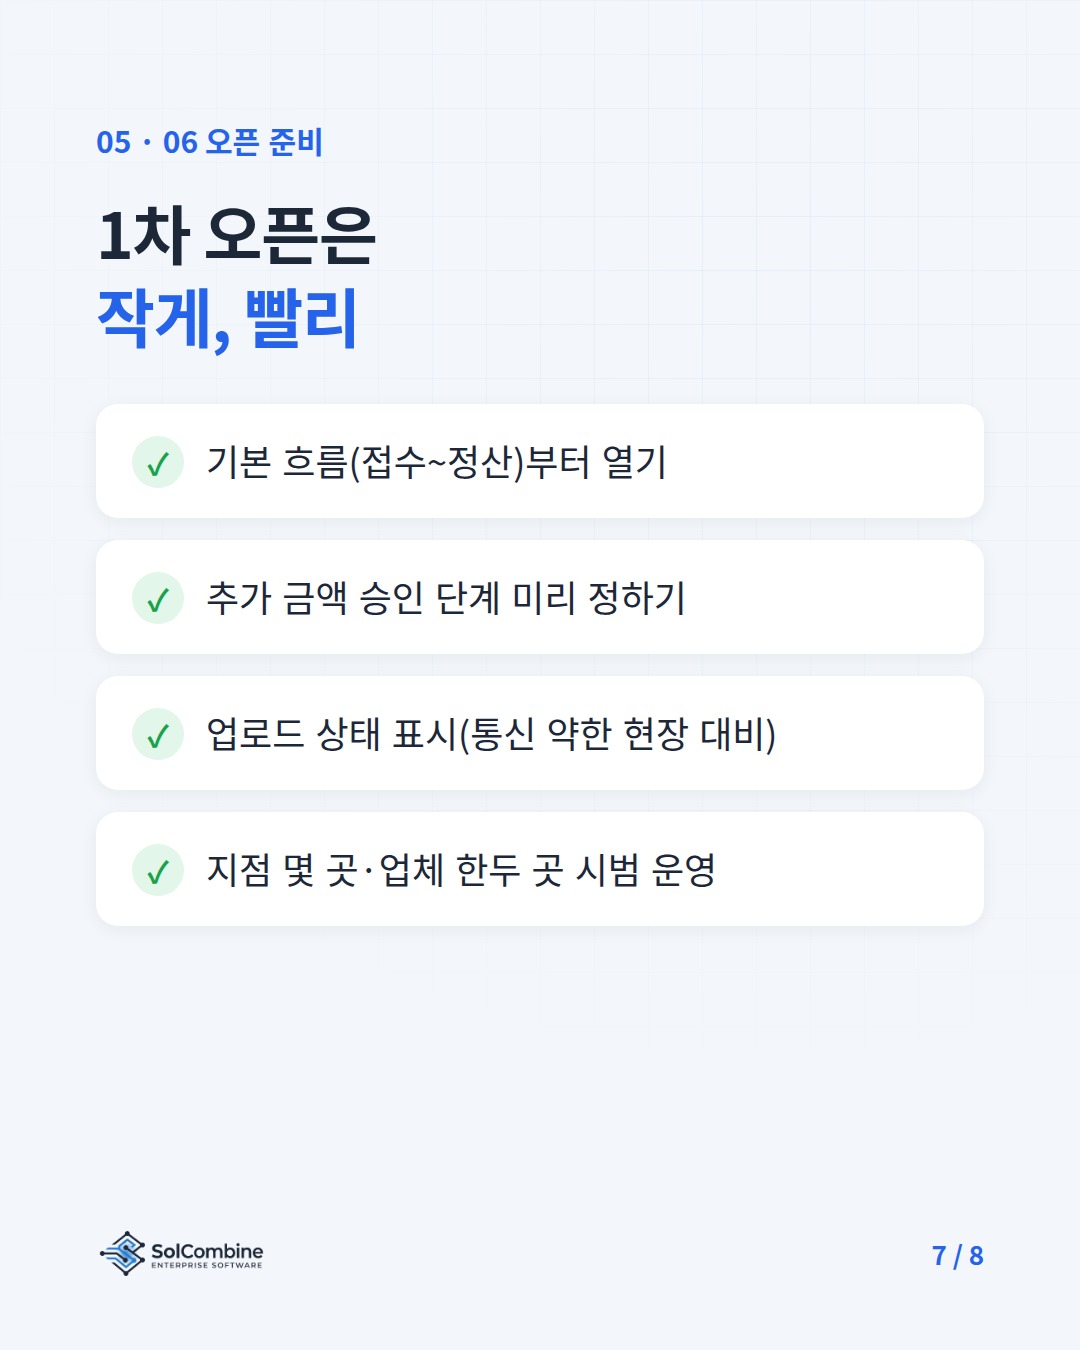 05 · 06 오픈 준비
1차 오픈은
작게, 빨리
✓ 기본 흐름(접수~정산)부터 열기
✓ 추가 금액 승인 단계 미리 정하기
✓ 업로드 상태 표시(통신 약한 현장 대비)
✓ 지점 몇 곳·업체 한두 곳 시범 운영
SolCombine
ENTERPRISE SOFTWARE
7 / 8